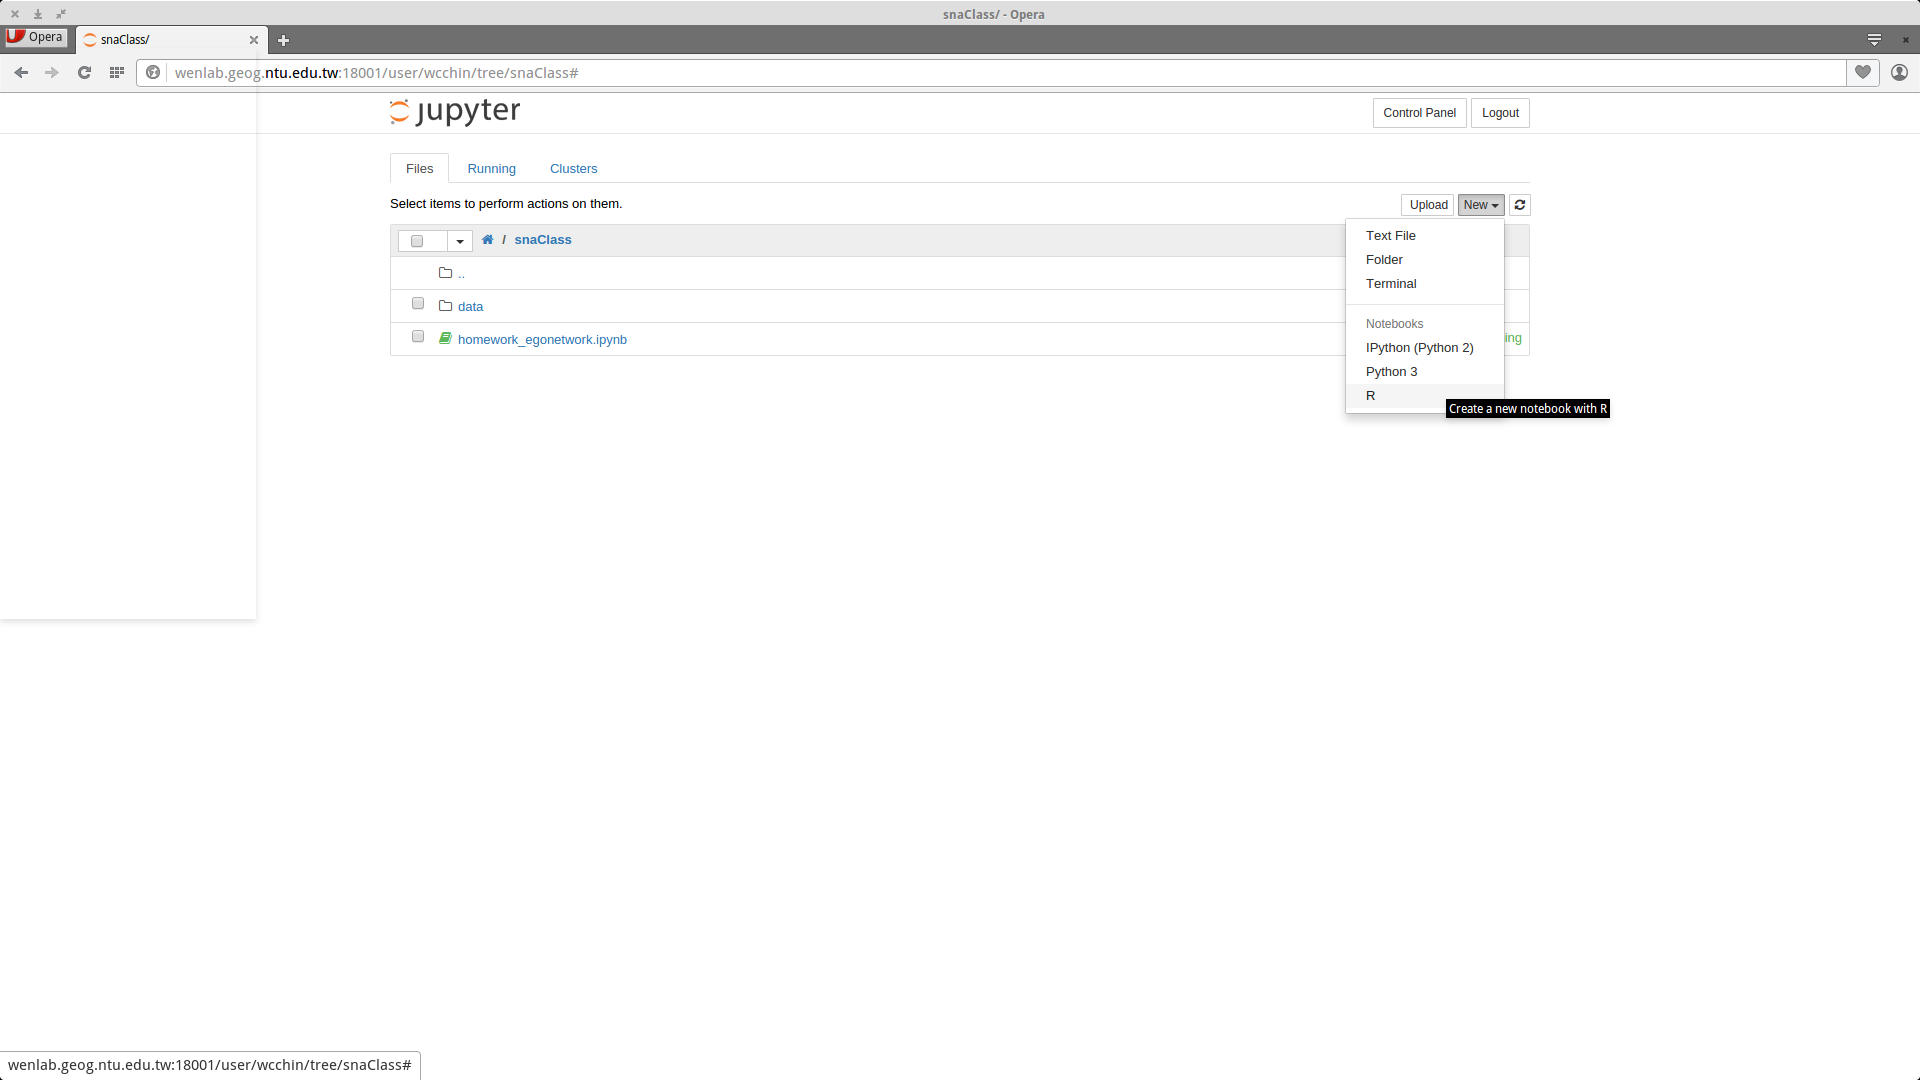 snaClass/ - Opera
Opera
snaClass/
wenlab.geog.ntu.edu.tw:18001/user/wcchin/tree/snaClass#
jupyter
Control Panel
Logout
Files
Running
Clusters
Select items to perform actions on them.
Upload
New
/ snaClass
Text File
Folder
Terminal
..
data
homework_egonetwork.ipynb
ing
Notebooks
IPython (Python 2)
Python 3
R
Create a new notebook with R
wenlab.geog.ntu.edu.tw:18001/user/wcchin/tree/snaClass#